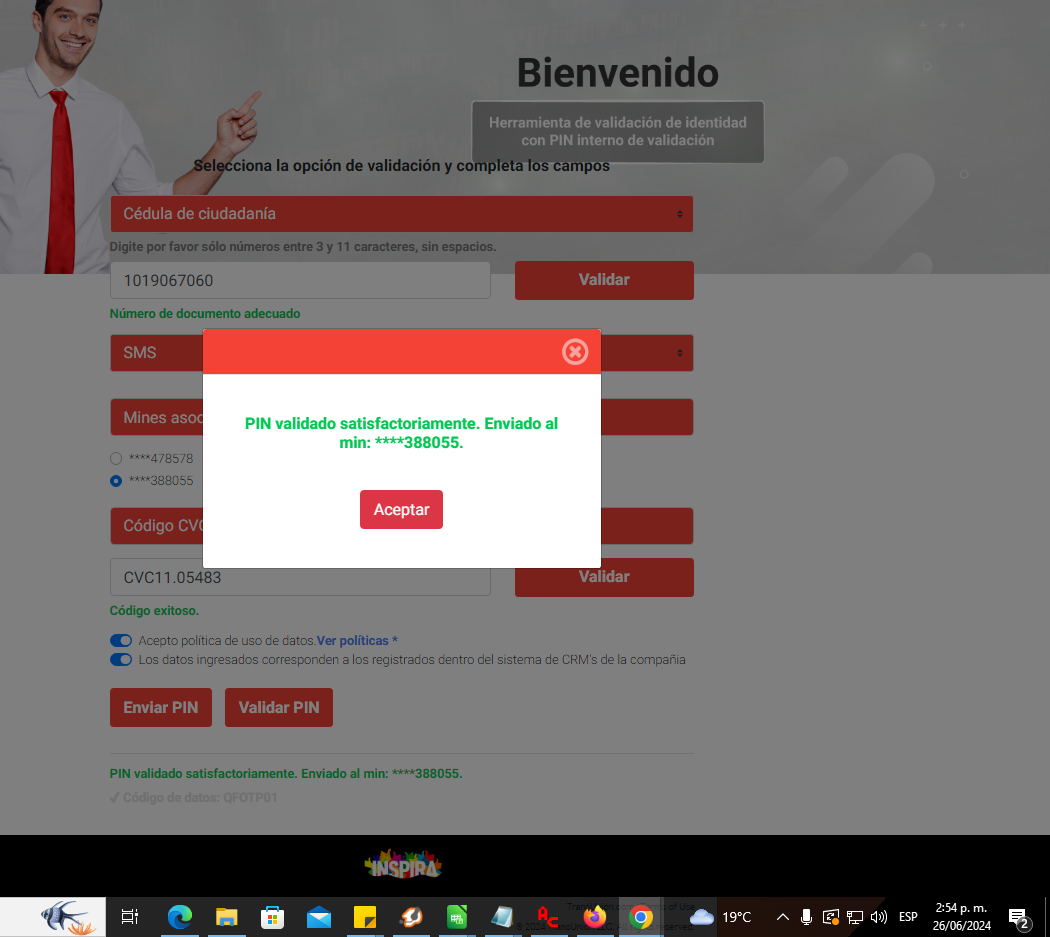 Bienvenido
Herramienta de validación de identidad
con PIN interno de validación
Selecciona la opción de validación y completa los campos
Cédula de ciudadanía
Digite por favor sólo números entre 3 y 11 caracteres, sin espacios.
1019067060
Validar
Número de documento adecuado
SMS
Mines asoc
PIN validado satisfactoriamente. Enviado al
min: ****388055.
****478578
****388055
Aceptar
Código CVC
CVC11.05483
Validar
Código exitoso.
Acepto política de uso de datos.Ver políticas *
Los datos ingresados corresponden a los registrados dentro del sistema de CRM's de la compañia
Enviar PIN
Validar PIN
PIN validado satisfactoriamente. Enviado al min: ****388055.
✓ Código de datos: QFOTP01
INSPIRA
19°C
ESP
2:54 p. m.
26/06/2024
2